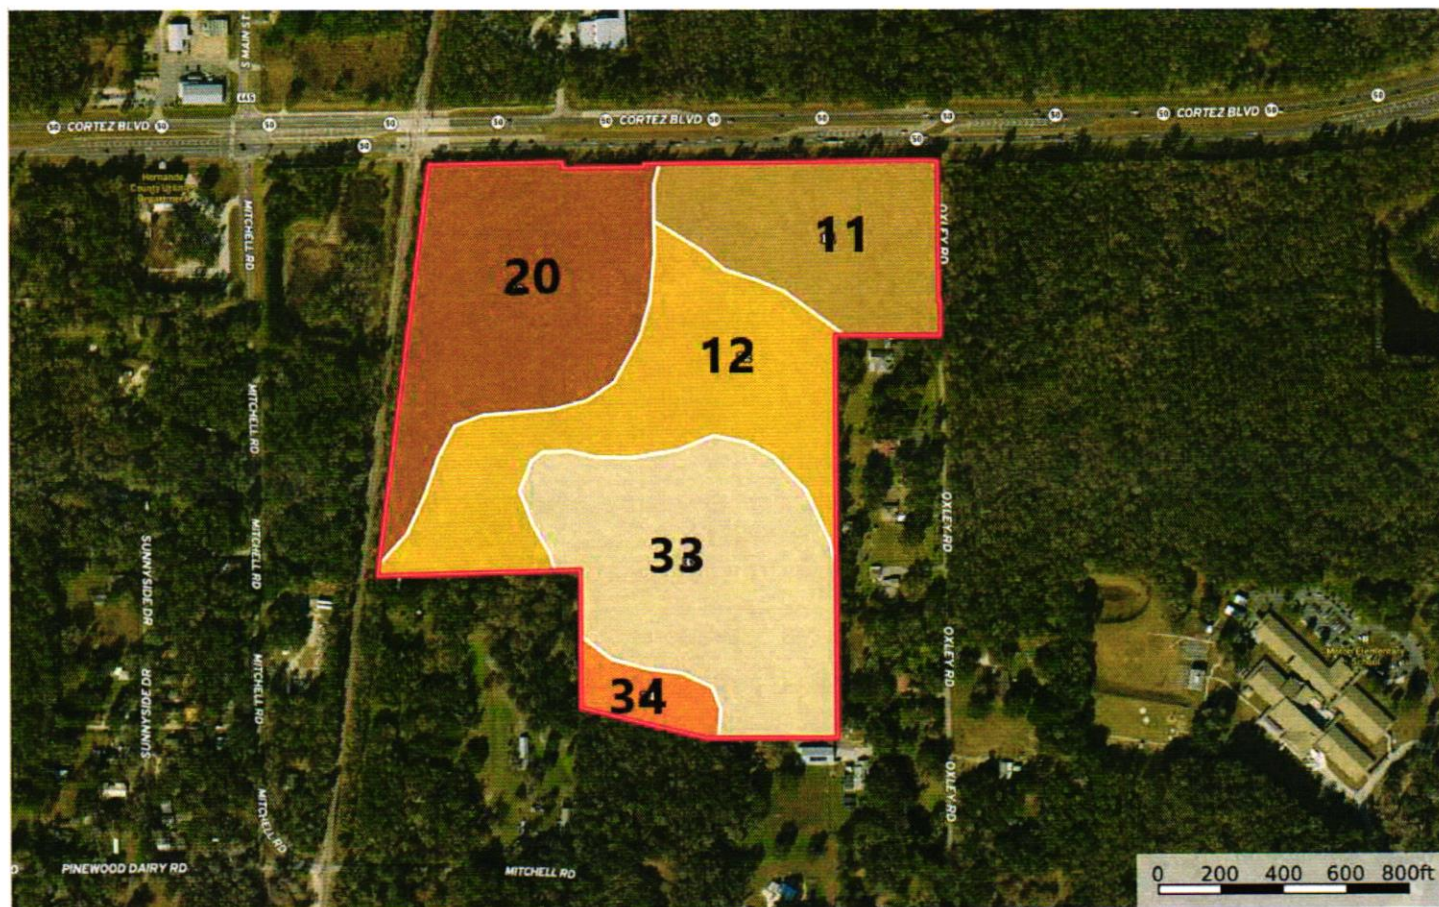 S MAIN ST
445
50 CORTEZ BLVD 50 50 50 50 CORTEZ BLVD 50 50 50 50 CORTEZ BLVD 50 50
50 50
Hernando
County Utilities
MITCHELL RD
OXLEY RD
20
11
12
MITCHELL RD
OXLEY RD
SUNNYSIDE DR
MITCHELL RD
33
OXLEY RD
SUNNYSIDE DR
MITCHELL RD
34
Elementary
MITCHELL RD
OXLEY RD
PINEWOOD DAIRY RD
MITCHELL RD
0 200 400 600 800ft